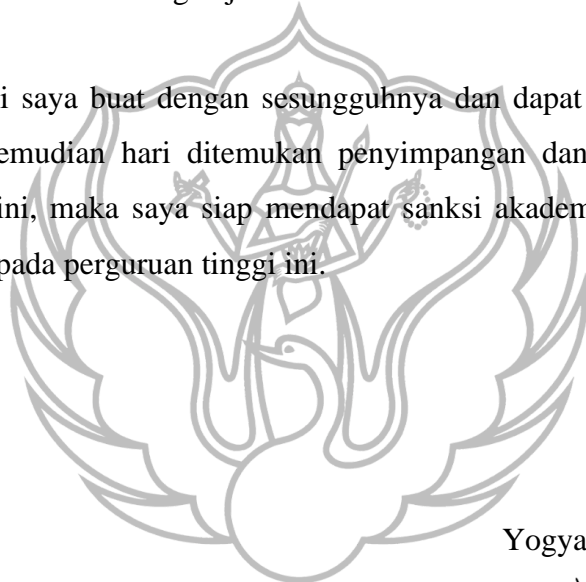 i saya buat dengan sesungguhnya dan dapat
emudian hari ditemukan penyimpangan dan
ini, maka saya siap mendapat sanksi akadem
pada perguruan tinggi ini.
Yogya